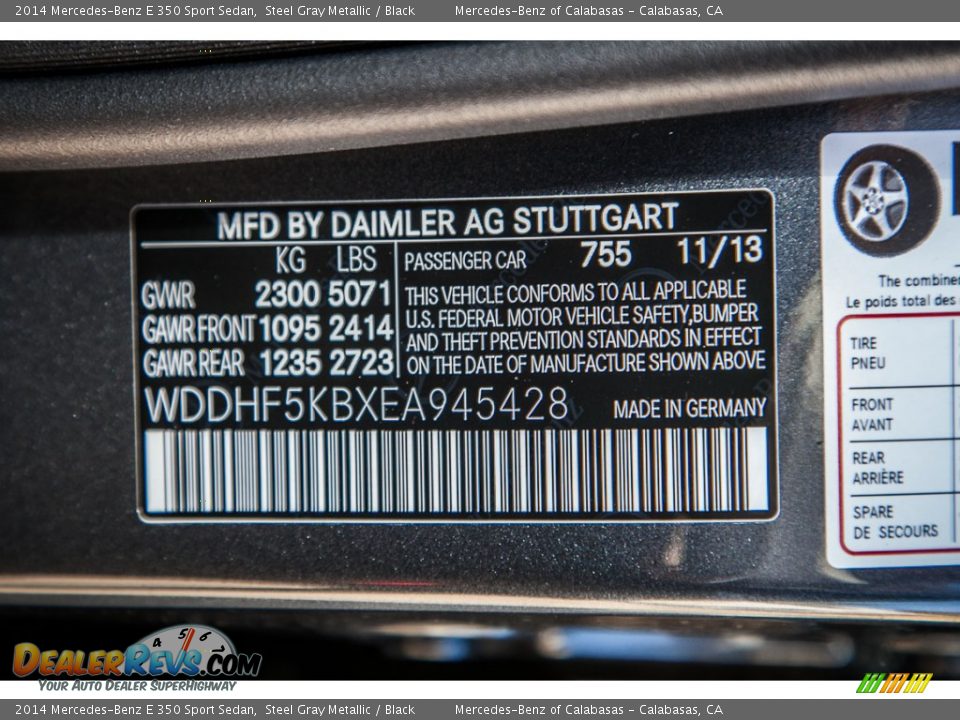 2014 Mercedes-Benz E 350 Sport Sedan, Steel Gray Metallic / Black Mercedes-Benz of Calabasas - Calabasas, CA
MFD BY DAIMLER AG STUTTGART
KG LBS
GVWR 2300 5071
GAWR FRONT 1095 2414
GAWR REAR 1235 2723
PASSENGER CAR 755 11/13
THIS VEHICLE CONFORMS TO ALL APPLICABLE
U.S. FEDERAL MOTOR VEHICLE SAFETY,BUMPER
AND THEFT PREVENTION STANDARDS IN EFFECT
ON THE DATE OF MANUFACTURE SHOWN ABOVE
WDDHF5KBXEA945428 MADE IN GERMANY
The combine
Le poids total des
TIRE
PNEU
FRONT
AVANT
REAR
ARRIÈRE
SPARE
DE SECOURS
4 5 6
DealerRevs.com
Your Auto Dealer SuperHighway
2014 Mercedes-Benz E 350 Sport Sedan, Steel Gray Metallic / Black Mercedes-Benz of Calabasas - Calabasas, CA